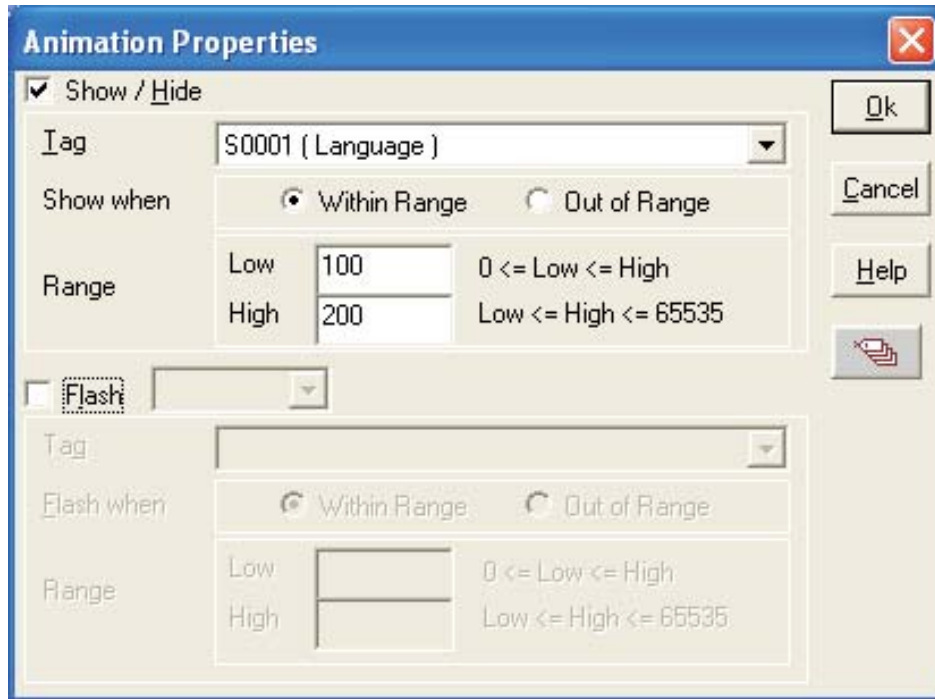 Animation Properties
Show / Hide
Ok
Tag
S0001 ( Language )
Show when
Within Range
Out of Range
Cancel
Range
Low
100
0 <= Low <= High
Help
High
200
Low <= High <= 65535
Flash
Tag
Flash when
Within Range
Out of Range
Range
Low
0 <= Low <= High
High
Low <= High <= 65535